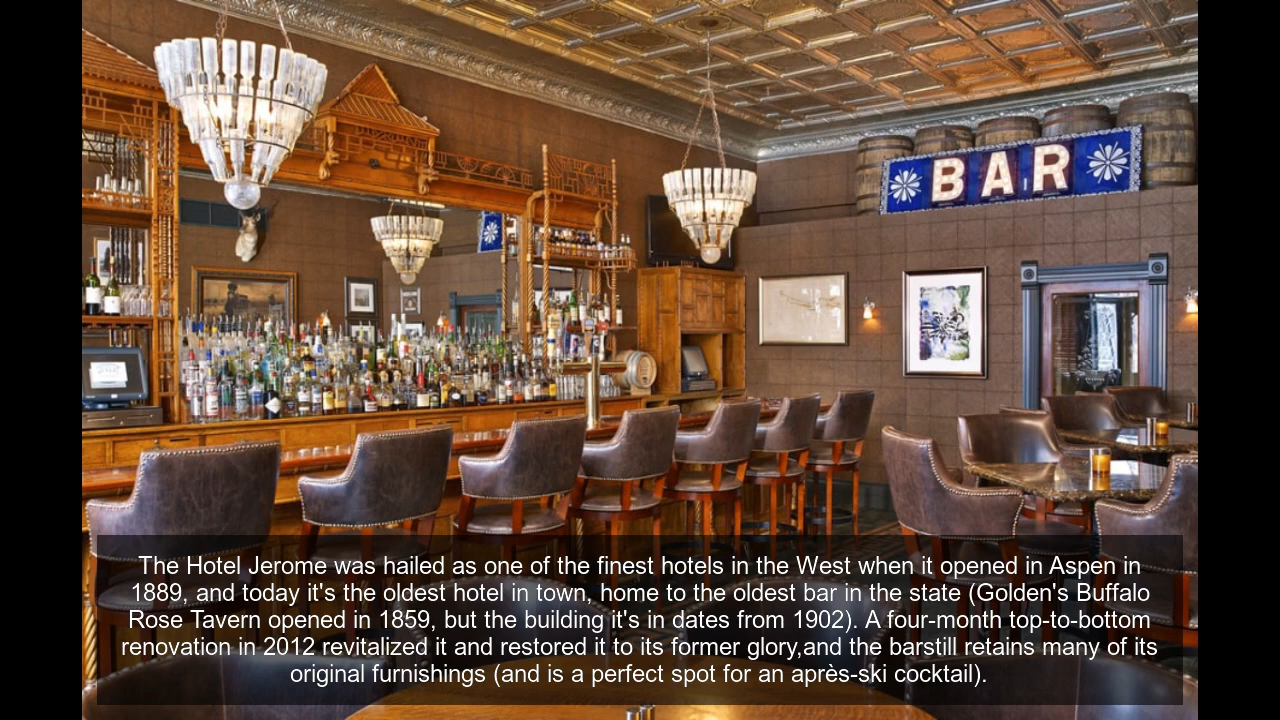 BAR
The Hotel Jerome was hailed as one of the finest hotels in the West when it opened in Aspen in
1889, and today it's the oldest hotel in town, home to the oldest bar in the state (Golden's Buffalo
Rose Tavern opened in 1859, but the building it's in dates from 1902). A four-month top-to-bottom
renovation in 2012 revitalized it and restored it to its former glory,and the barstill retains many of its
original furnishings (and is a perfect spot for an après-ski cocktail).